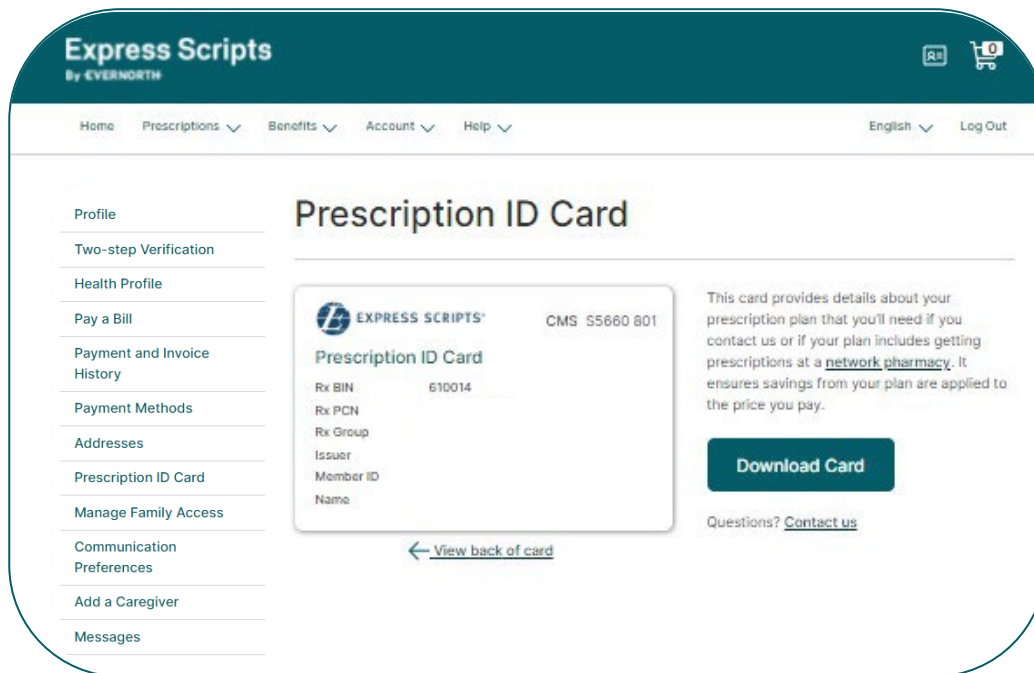 Express Scripts
By EVERNORTH
0
Home Prescriptions Benefits Account Help English Log Out
Profile
Two-step Verification
Health Profile
Pay a Bill
Payment and Invoice
History
Payment Methods
Addresses
Prescription ID Card
Manage Family Access
Communication
Preferences
Add a Caregiver
Messages
Prescription ID Card
EXPRESS SCRIPTS® CMS S5660 801
Prescription ID Card
Rx BIN 610014
Rx PCN
Rx Group
Issuer
Member ID
Name
View back of card
This card provides details about your
prescription plan that you'll need if you
contact us or if your plan includes getting
prescriptions at a network pharmacy. It
ensures savings from your plan are applied to
the price you pay.
Download Card
Questions? Contact us